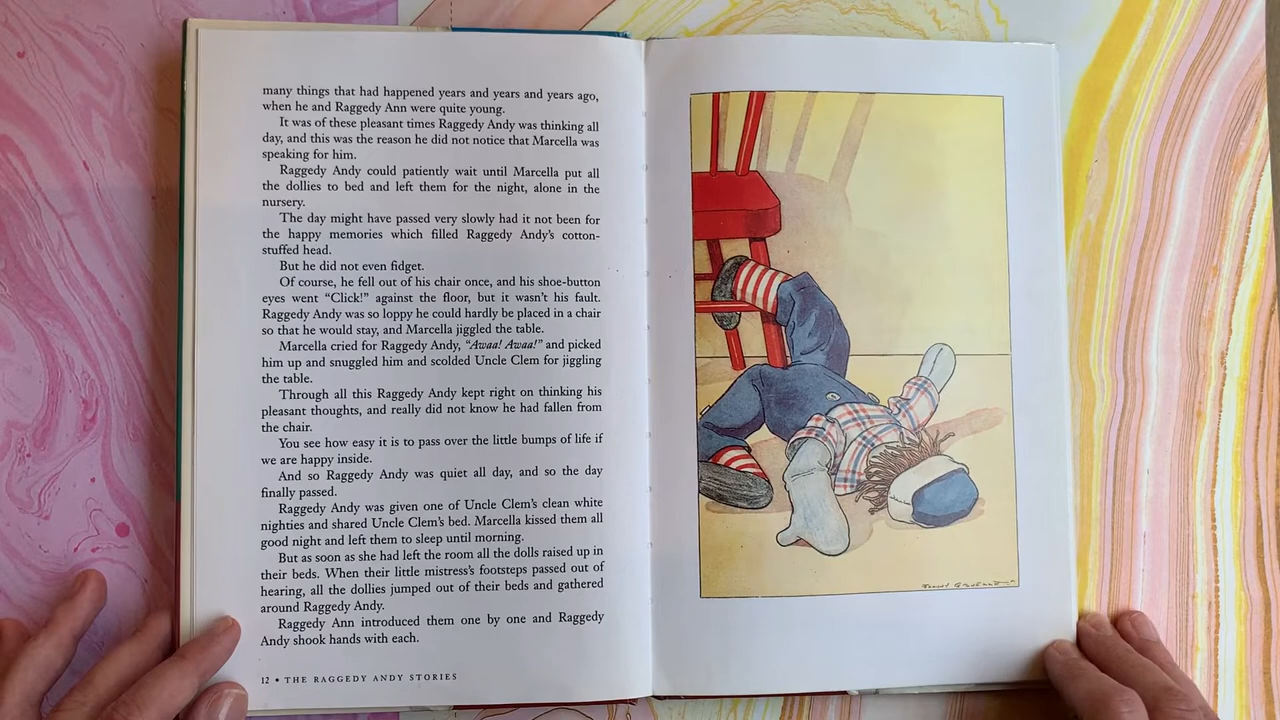 many things that had happened years and years and years ago,
when he and Raggedy Ann were quite young.
It was of these pleasant times Raggedy Andy was thinking all
day, and this was the reason he did not notice that Marcella was
speaking for him.
Raggedy Andy could patiently wait until Marcella put all
the dollies to bed and left them for the night, alone in the
nursery.
The day might have passed very slowly had it not been for
the happy memories which filled Raggedy Andy's cotton-
stuffed head.
But he did not even fidget.
Of course, he fell out of his chair once, and his shoe-button
eyes went “Click!” against the floor, but it wasn't his fault.
Raggedy Andy was so loppy he could hardly be placed in a chair
so that he would stay, and Marcella jiggled the table.
Marcella cried for Raggedy Andy, “Awaa! Awaa!” and picked
him up and snuggled him and scolded Uncle Clem for jiggling
the table.
Through all this Raggedy Andy kept right on thinking his
pleasant thoughts, and really did not know he had fallen from
the chair.
You see how easy it is to pass over the little bumps of life if
we are happy inside.
And so Raggedy Andy was quiet all day, and so the day
finally passed.
Raggedy Andy was given one of Uncle Clem's clean white
nighties and shared Uncle Clem's bed. Marcella kissed them all
good night and left them to sleep until morning.
But as soon as she had left the room all the dolls raised up in
their beds. When their little mistress's footsteps passed out of
hearing, all the dollies jumped out of their beds and gathered
around Raggedy Andy.
Raggedy Ann introduced them one by one and Raggedy
Andy shook hands with each.
12 • THE RAGGEDY ANDY STORIES